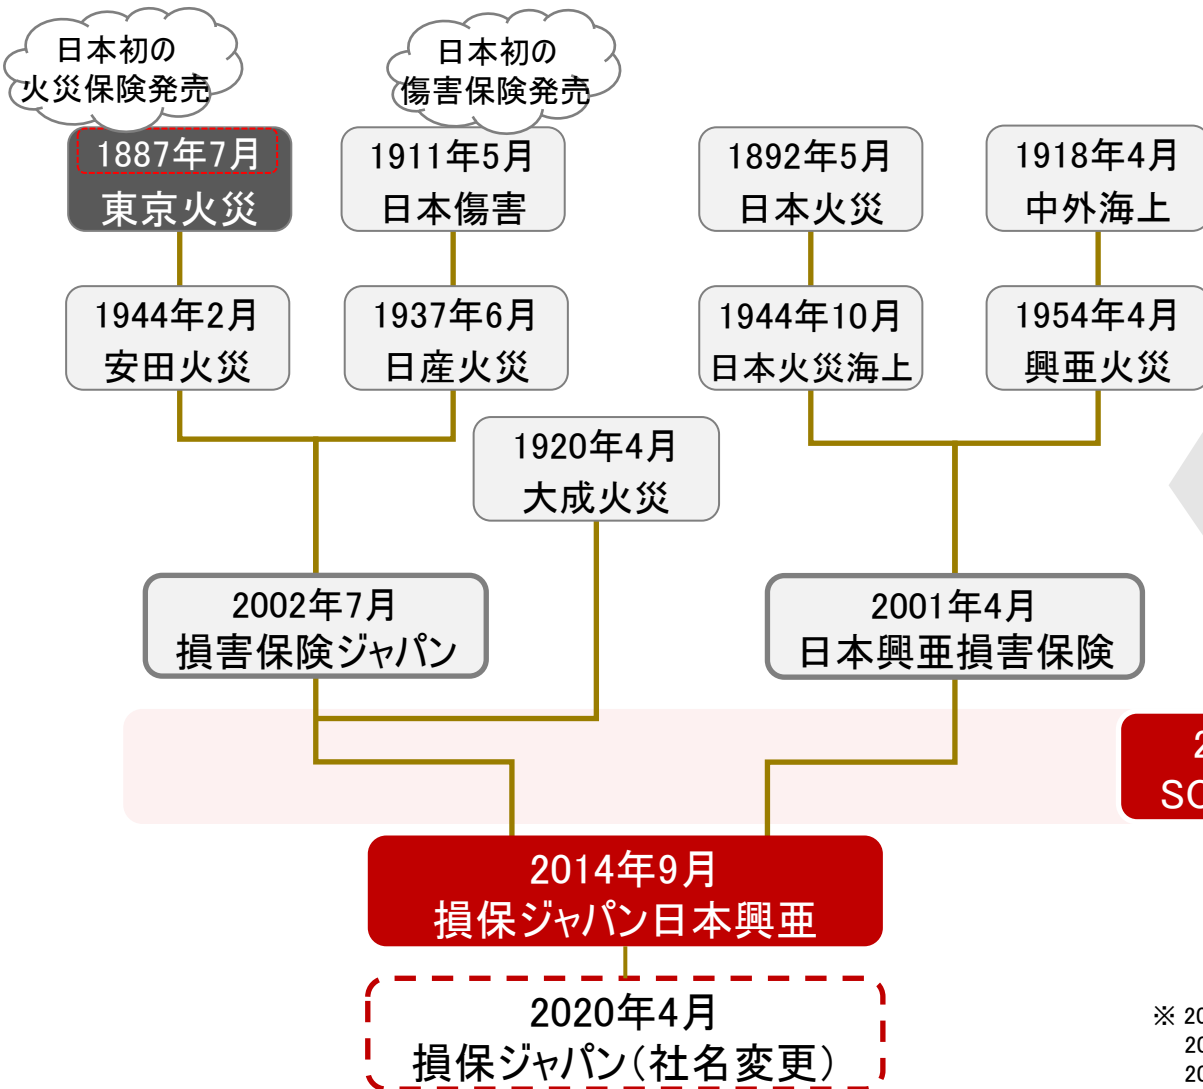 日本初の
火災保険発売
日本初の
傷害保険発売
1887年7月
東京火災
1911年5月
日本傷害
1892年5月
日本火災
1918年4月
中外海上
1944年2月
安田火災
1937年6月
日産火災
1944年10月
日本火災海上
1954年4月
興亜火災
1920年4月
大成火災
2002年7月
損害保険ジャパン
2001年4月
日本興亜損害保険
2
SO
2014年9月
損保ジャパン日本興亜
2020年4月
損保ジャパン(社名変更)
※ 20
20
20